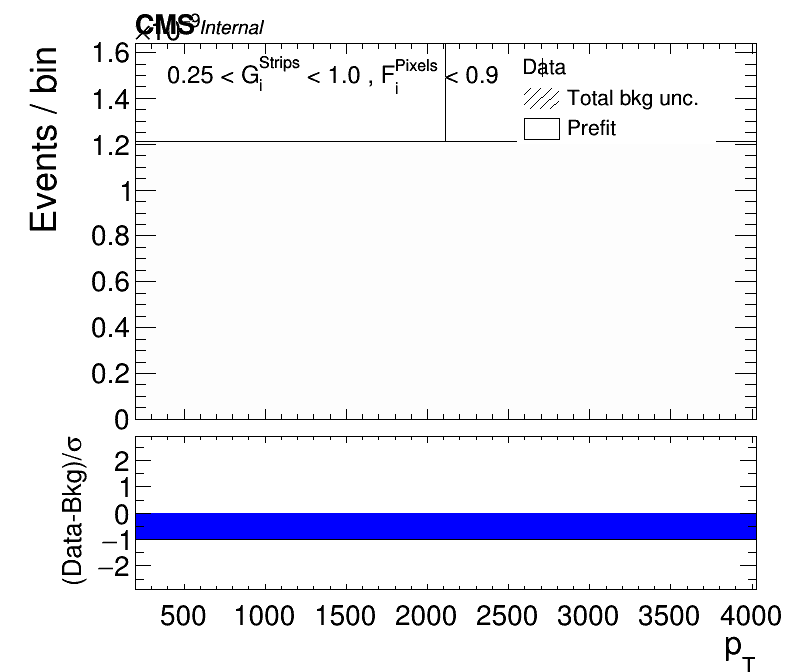 CMS Internal
×10⁻⁹
Events / bin
1.6
1.4
1.2
1
0.8
0.6
0.4
0.2
0
0.25 < G_i^Strips < 1.0 , F_i^Pixels < 0.9
Data
Total bkg unc.
Prefit
(Data-Bkg)/σ
2
1
0
−1
−2
500 1000 1500 2000 2500 3000 3500 4000
p_T